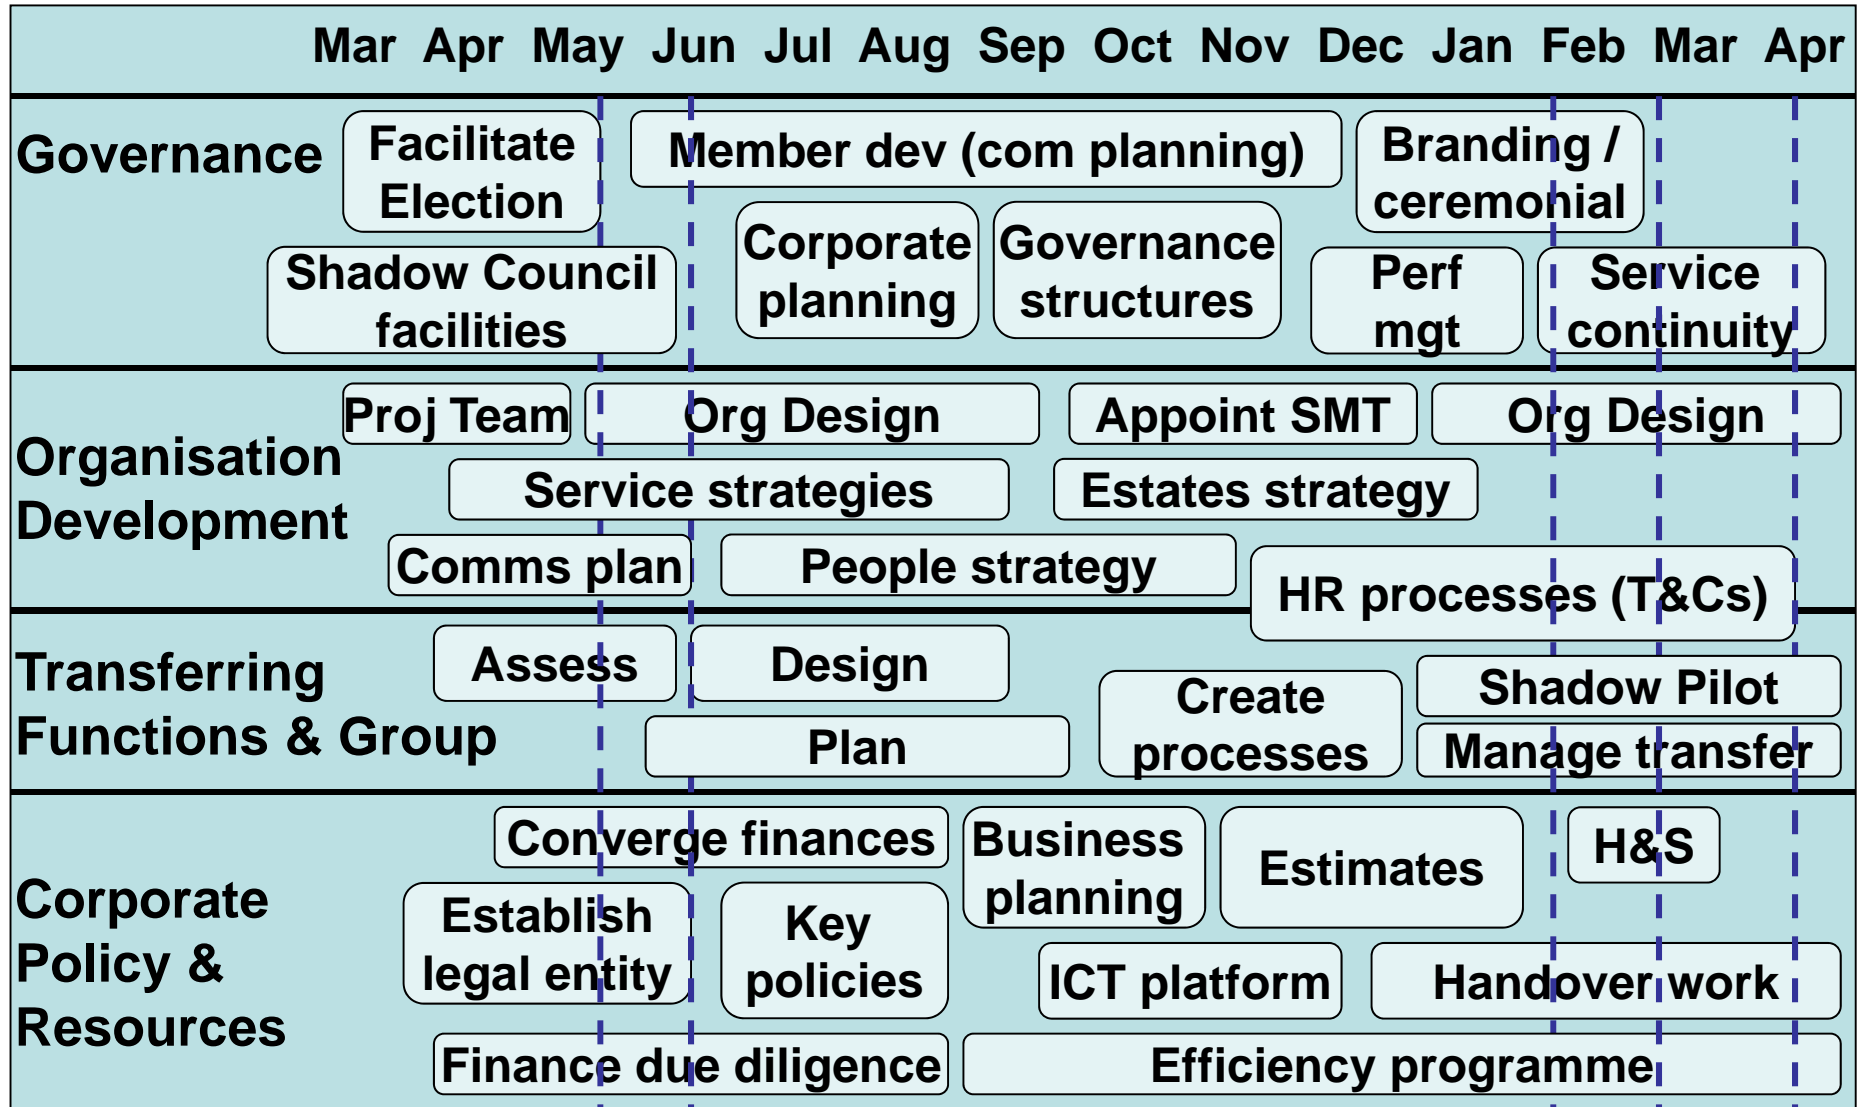 Mar Apr May Jun Jul Aug Sep Oct Nov Dec Jan Feb Mar Apr
Governance
Facilitate
Election
Member dev (com planning)
Branding /
ceremonial
Shadow Council
facilities
Corporate
planning
Governance
structures
Perf
mgt
Service
continuity
Organisation
Development
Proj Team
Org Design
Appoint SMT
Org Design
Service strategies
Estates strategy
Comms plan
People strategy
HR processes (T&Cs)
Transferring
Functions & Group
Assess
Design
Plan
Create
processes
Shadow Pilot
Manage transfer
Corporate
Policy &
Resources
Converge finances
Business
planning
Estimates
H&S
Establish
legal entity
Key
policies
ICT platform
Handover work
Finance due diligence
Efficiency programme